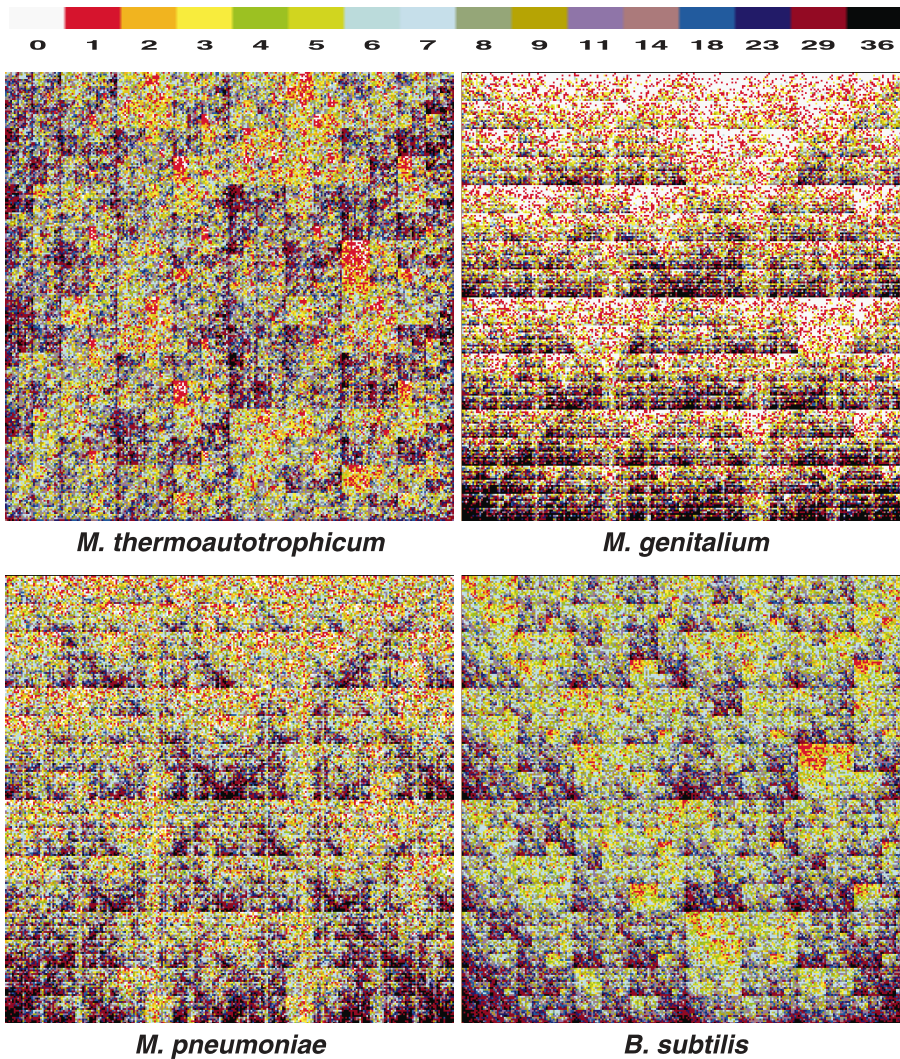 0 1 2 3 4 5 6 7 8 9 11 14 18 23 29 36
M. thermoautotrophicum
M. genitalium
M. pneumoniae
B. subtilis